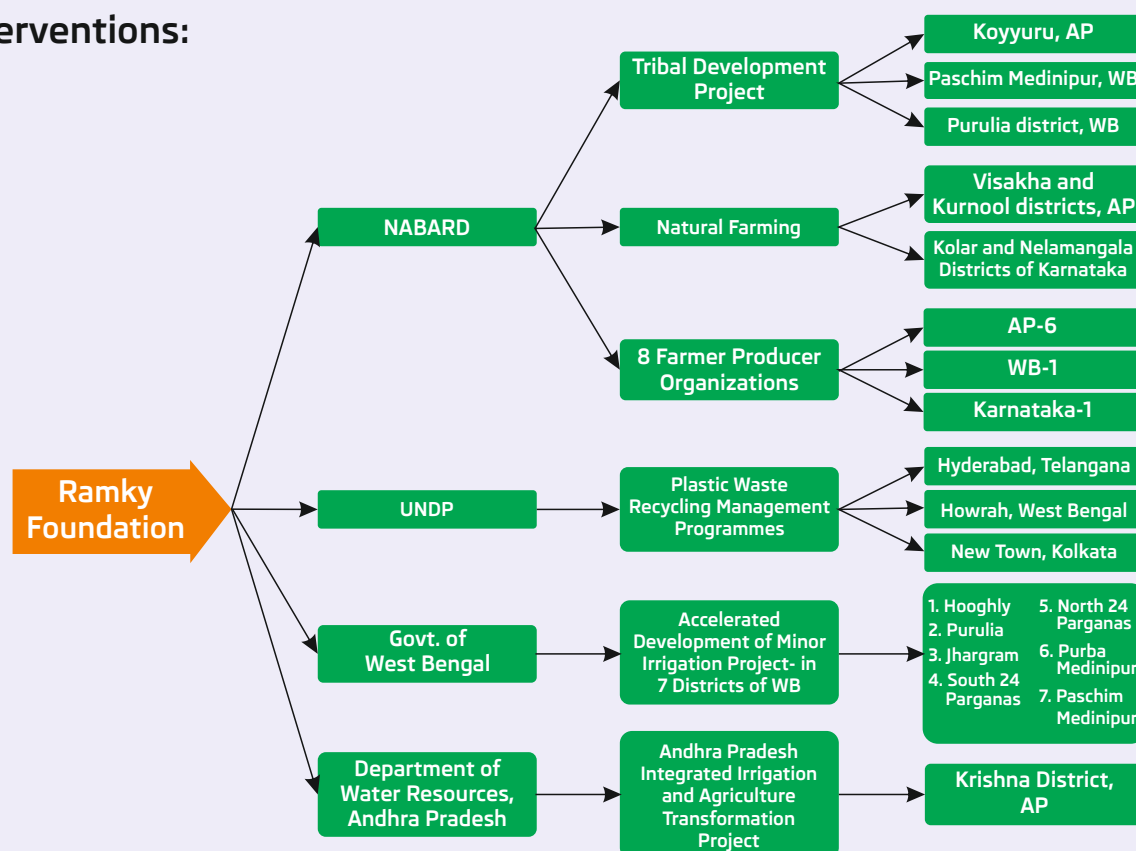 erventions:
Ramky
Foundation
NABARD
Tribal Development
Project
Koyyuru, AP
Paschim Medinipur, WB
Purulia district, WB
Natural Farming
Visakha and
Kurnool districts, AP
Kolar and Nelamangala
Districts of Karnataka
8 Farmer Producer
Organizations
AP-6
WB-1
Karnataka-1
UNDP
Plastic Waste
Recycling Management
Programmes
Hyderabad, Telangana
Howrah, West Bengal
New Town, Kolkata
Govt. of
West Bengal
Accelerated
Development of Minor
Irrigation Project- in
7 Districts of WB
1. Hooghly
2. Purulia
3. Jhargram
4. South 24
Parganas
5. North 24
Parganas
6. Purba
Medinipur
7. Paschim
Medinipur
Department of
Water Resources,
Andhra Pradesh
Andhra Pradesh
Integrated Irrigation
and Agriculture
Transformation
Project
Krishna District,
AP